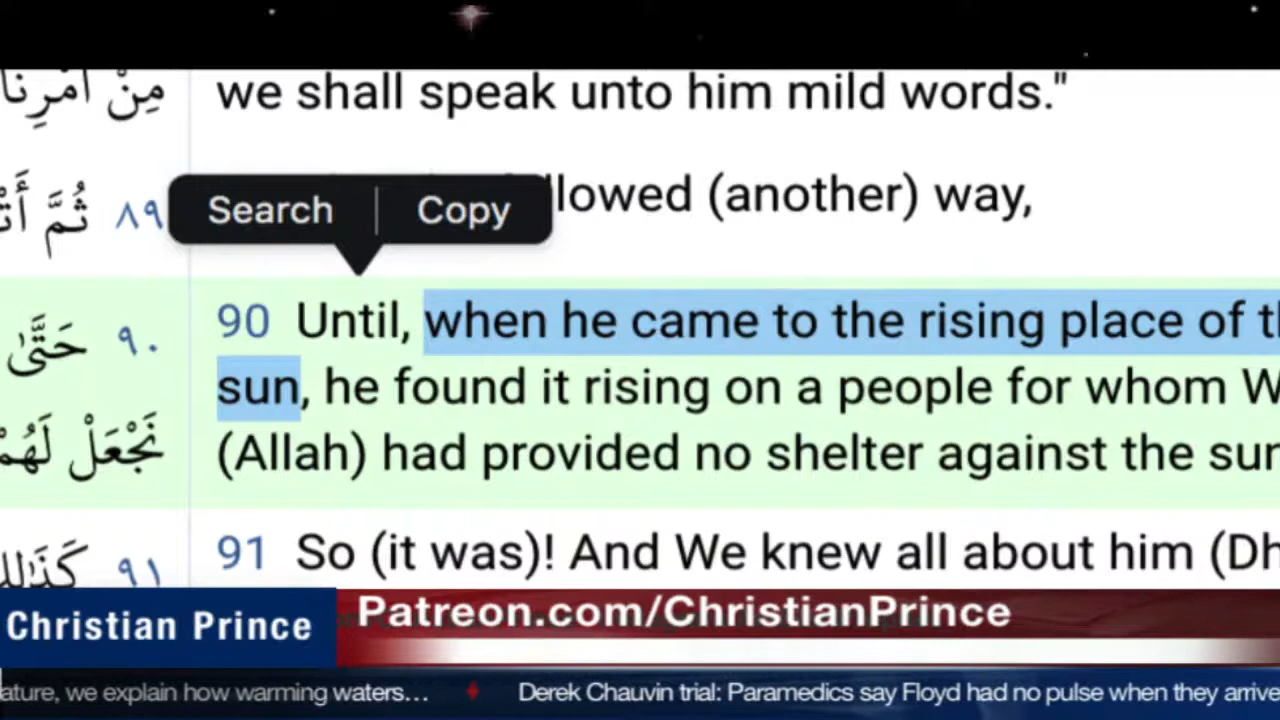 مِنْ أَمْرِنَا
we shall speak unto him mild words."
٨٩ ثُمَّ
llowed (another) way,
Search | Copy
٩٠ حَتَّىٰ
90 Until, when he came to the rising place of t
sun, he found it rising on a people for whom W
نَجْعَلْ لَهُمْ
(Allah) had provided no shelter against the sun
٩١
91 So (it was)! And We knew all about him (Dh
Christian Prince
Patreon.com/ChristianPrince
ature, we explain how warming waters… Derek Chauvin trial: Paramedics say Floyd had no pulse when they arrive